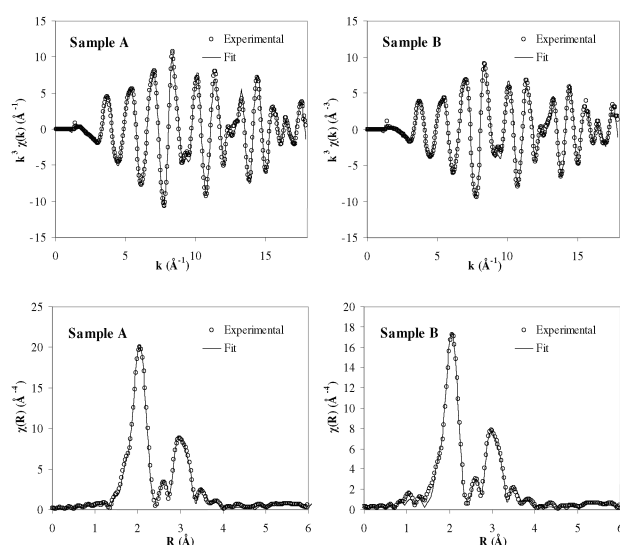 15
10
5
0
-5
-10
-15
k³ χ(k) (Å⁻¹)
Sample A
Experimental
Fit
0 5 10 15
k (Å⁻¹)
15
10
5
0
-5
-10
-15
k³ χ(k) (Å⁻³)
Sample B
Experimental
Fit
0 5 10 15
k (Å⁻¹)
25
20
15
10
5
0
χ(R) (Å⁻⁴)
Sample A
Experimental
Fit
0 1 2 3 4 5 6
R (Å)
20
18
16
14
12
10
8
6
4
2
0
χ(R) (Å⁻⁴)
Sample B
Experimental
Fit
0 1 2 3 4 5 6
R (Å)